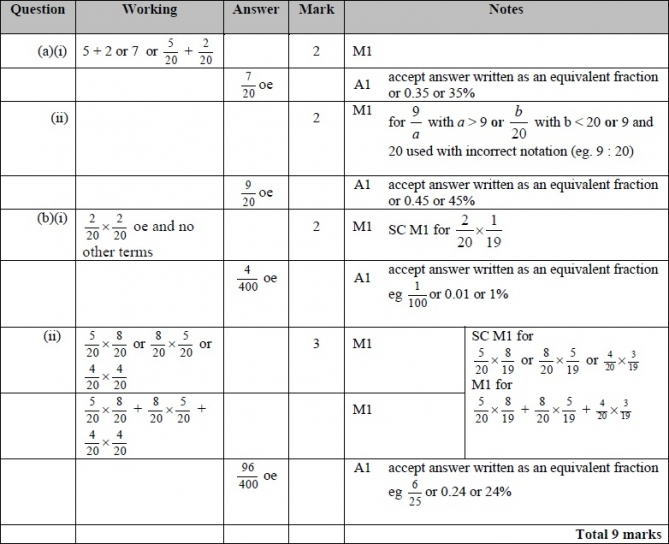 Question Working Answer Mark Notes
(a)(i) 5 + 2 or 7 or 5/20 + 2/20 2 M1
7/20 oe A1 accept answer written as an equivalent fraction
or 0.35 or 35%
(ii) 2 M1 for 9/a with a > 9 or b/20 with b < 20 or 9 and
20 used with incorrect notation (eg. 9 : 20)
9/20 oe A1 accept answer written as an equivalent fraction
or 0.45 or 45%
(b)(i) 2/20 × 2/20 oe and no 2 M1 SC M1 for 2/20 × 1/19
other terms
4/400 oe A1 accept answer written as an equivalent fraction
eg 1/100 or 0.01 or 1%
(ii) 5/20 × 8/20 or 8/20 × 5/20 or 3 M1 SC M1 for
4/20 × 4/20 5/20 × 8/19 or 8/20 × 5/19 or 4/20 × 3/19
M1 for
5/20 × 8/20 + 8/20 × 5/20 + M1 5/20 × 8/19 + 8/20 × 5/19 + 4/20 × 3/19
4/20 × 4/20
96/400 oe A1 accept answer written as an equivalent fraction
eg 6/25 or 0.24 or 24%
Total 9 marks